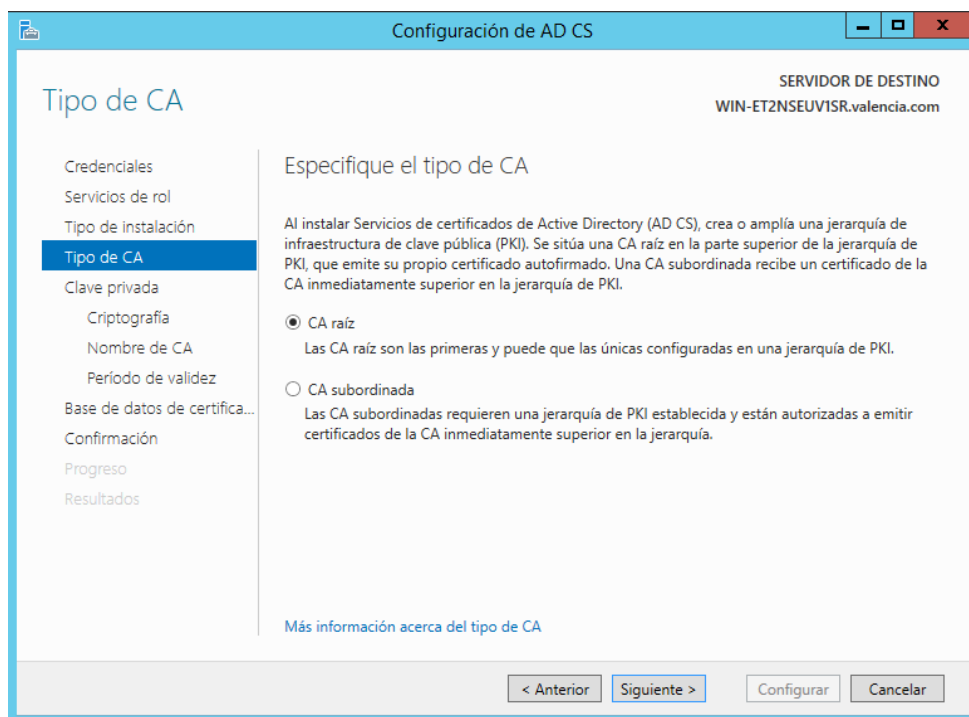 Configuración de AD CS
Tipo de CA
SERVIDOR DE DESTINO
WIN-ET2NSEUV1SR.valencia.com
Credenciales
Servicios de rol
Tipo de instalación
Tipo de CA
Clave privada
Criptografía
Nombre de CA
Período de validez
Base de datos de certifica...
Confirmación
Progreso
Resultados
Especifique el tipo de CA
Al instalar Servicios de certificados de Active Directory (AD CS), crea o amplía una jerarquía de
infraestructura de clave pública (PKI). Se sitúa una CA raíz en la parte superior de la jerarquía de
PKI, que emite su propio certificado autofirmado. Una CA subordinada recibe un certificado de la
CA inmediatamente superior en la jerarquía de PKI.
CA raíz
Las CA raíz son las primeras y puede que las únicas configuradas en una jerarquía de PKI.
CA subordinada
Las CA subordinadas requieren una jerarquía de PKI establecida y están autorizadas a emitir
certificados de la CA inmediatamente superior en la jerarquía.
Más información acerca del tipo de CA
< Anterior
Siguiente >
Configurar
Cancelar